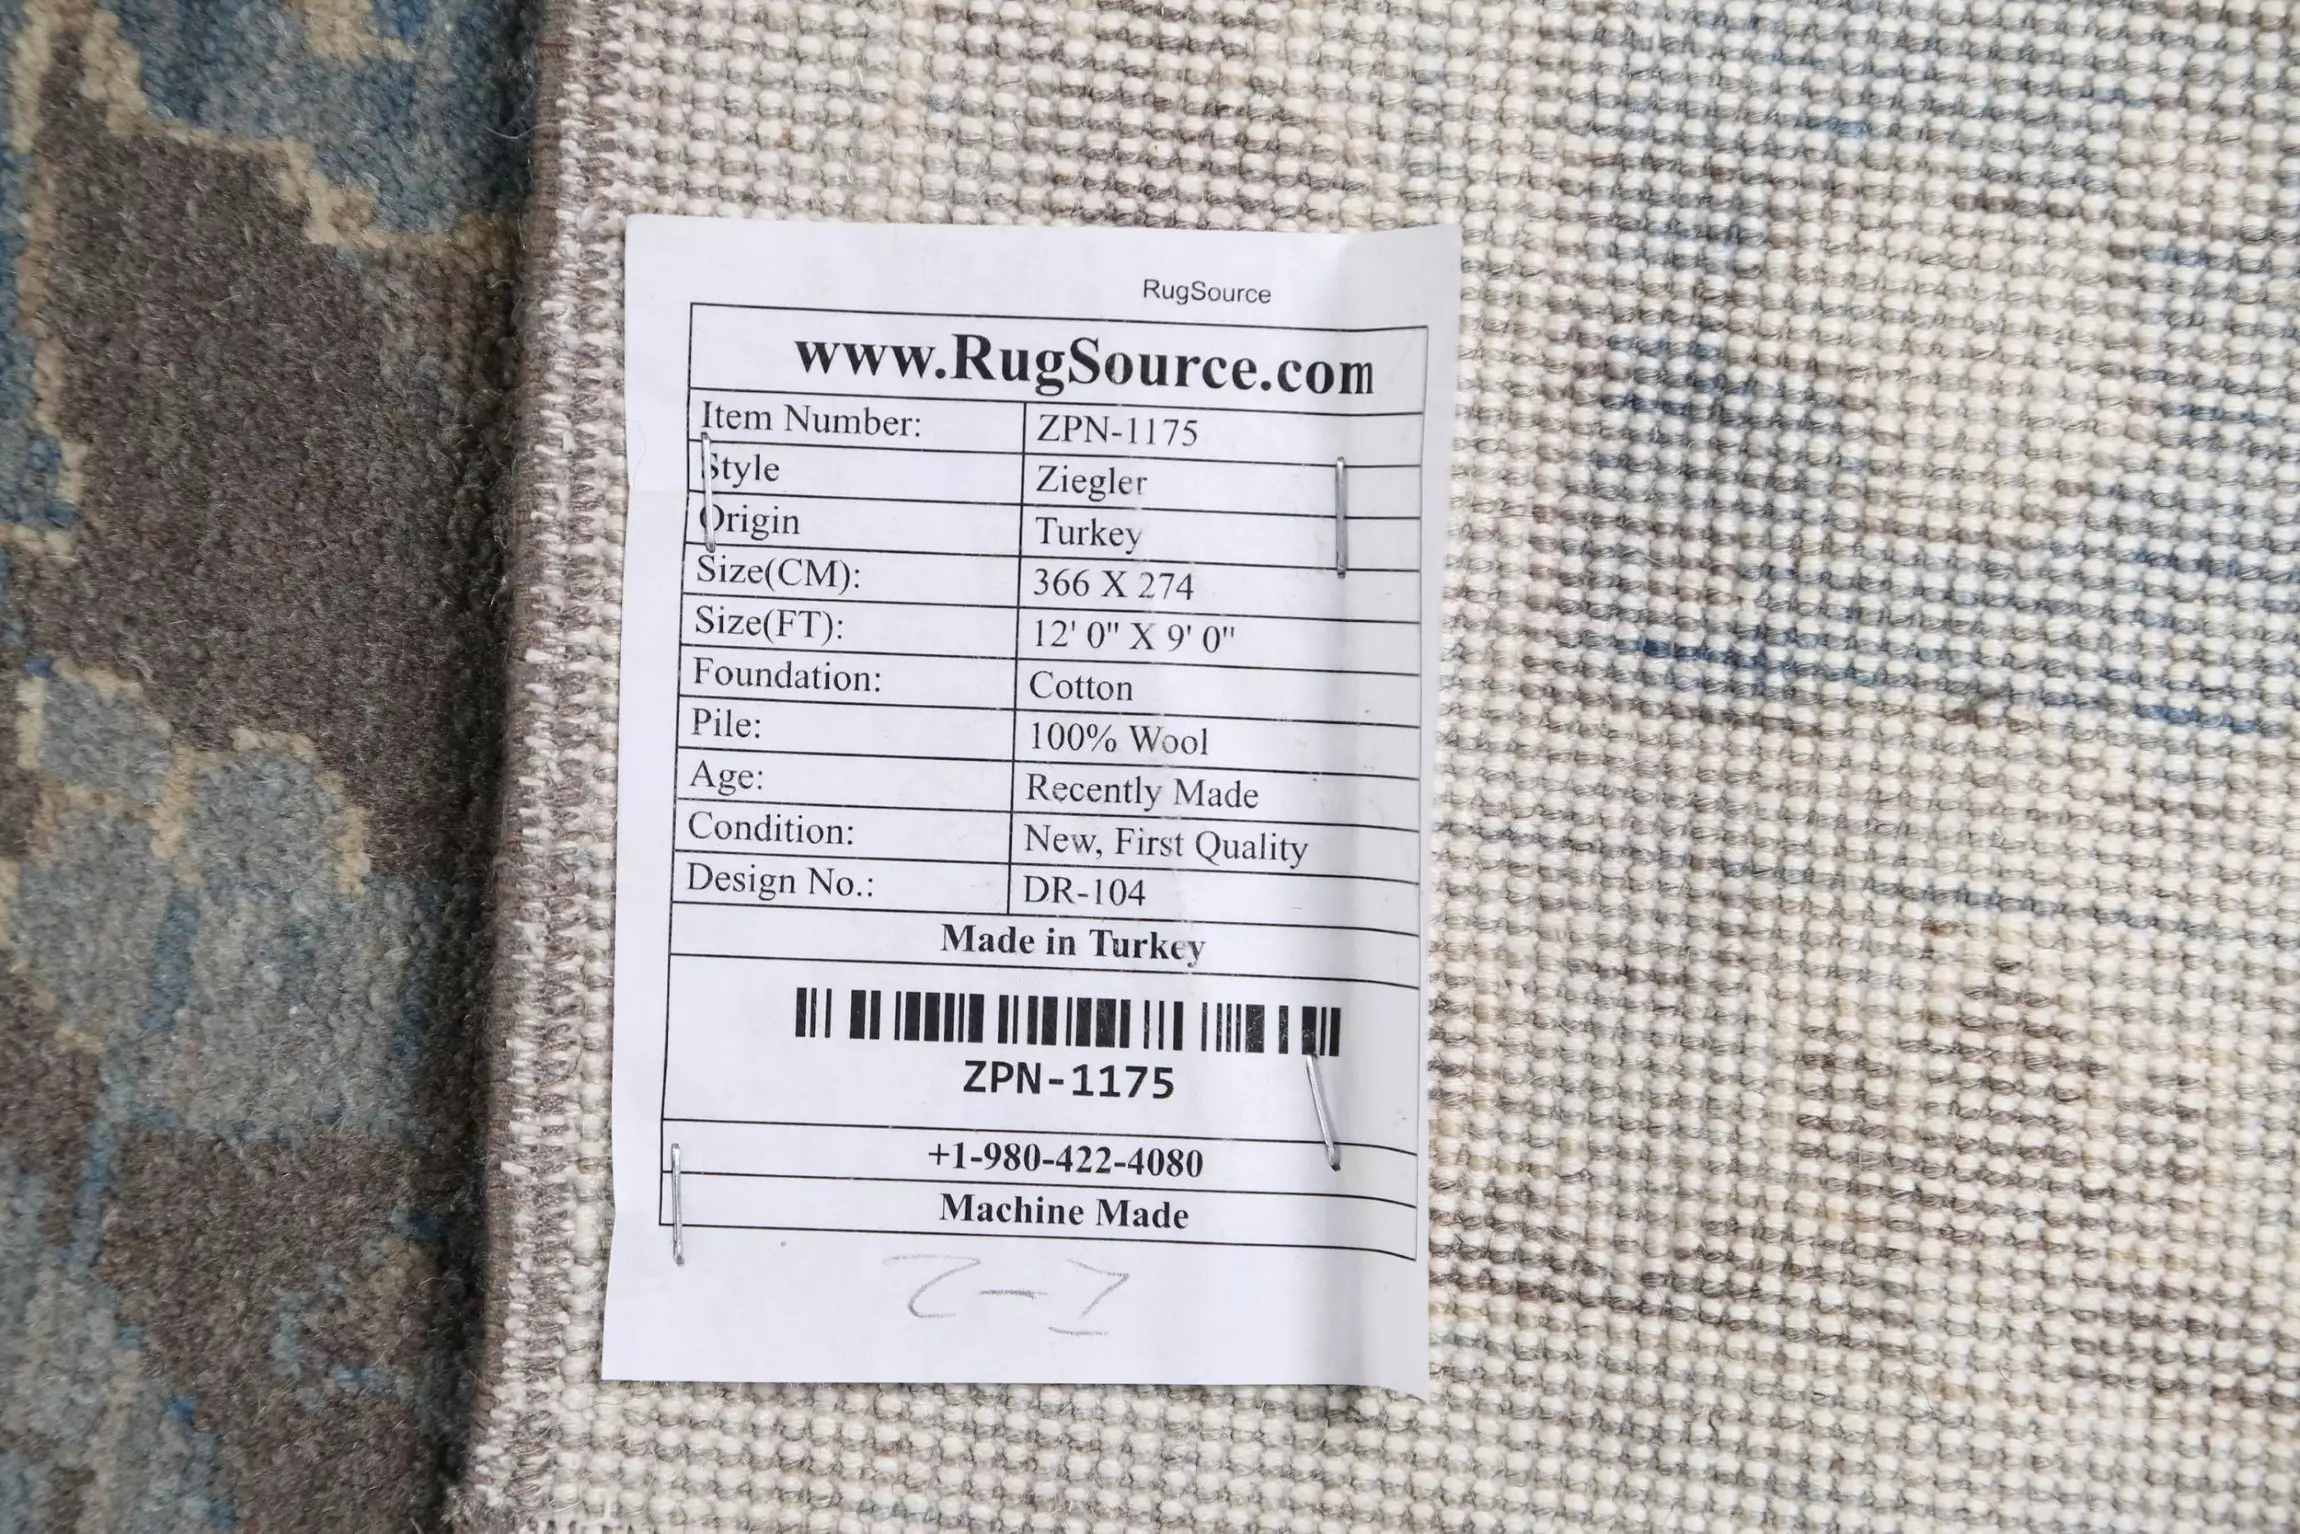 RugSource
www.RugSource.com
Item Number: ZPN-1175
Style Ziegler
Origin Turkey
Size(CM): 366 X 274
Size(FT): 12' 0" X 9' 0"
Foundation: Cotton
Pile: 100% Wool
Age: Recently Made
Condition: New, First Quality
Design No.: DR-104
Made in Turkey
ZPN-1175
+1-980-422-4080
Machine Made